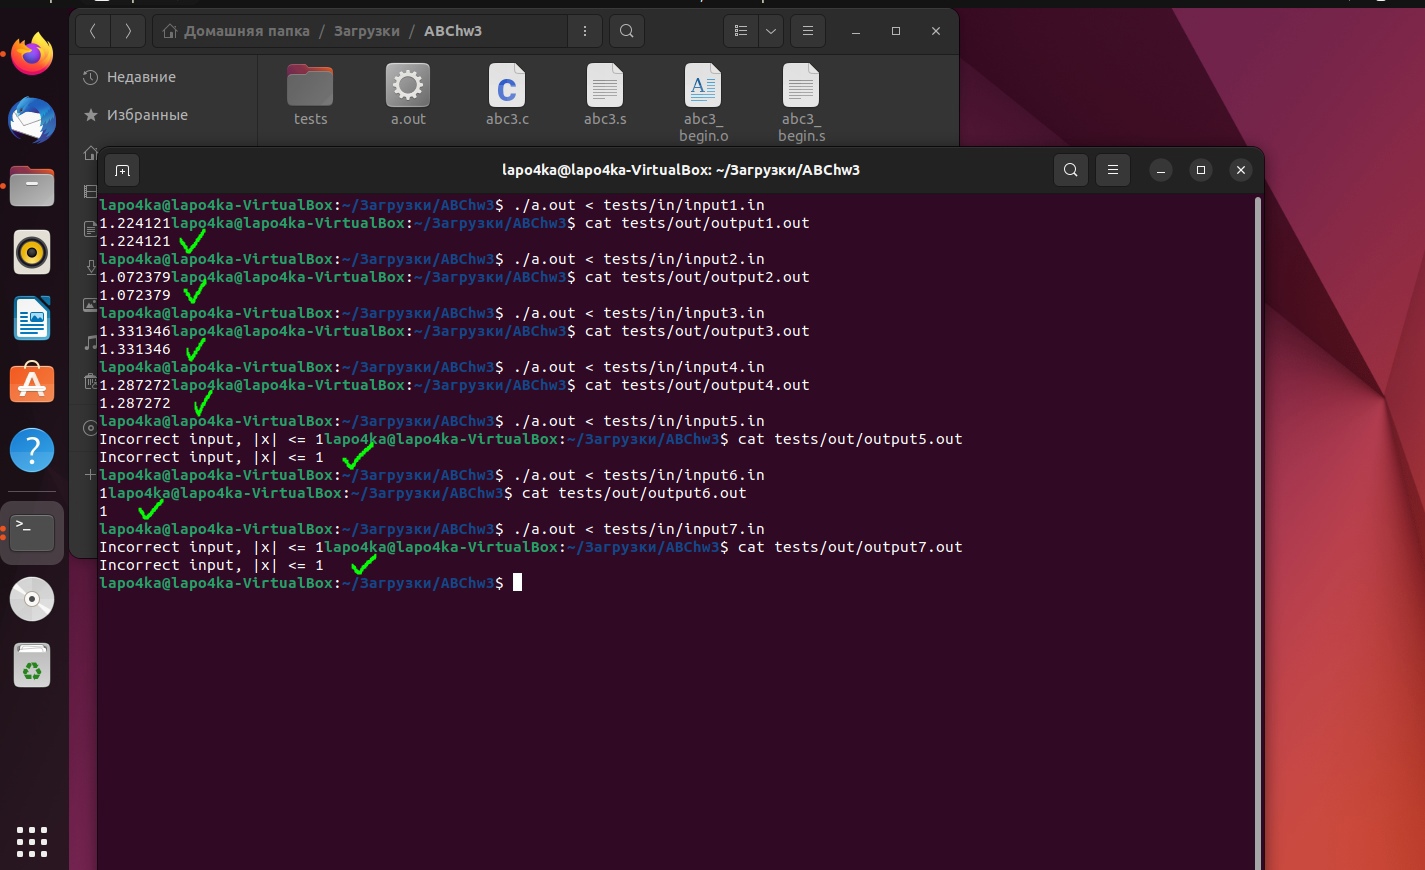 Домашняя папка / Загрузки / ABChw3
Недавние
Избранные
tests
a.out
abc3.c
abc3.s
abc3_
begin.o
abc3_
begin.s
lapo4ka@lapo4ka-VirtualBox: ~/Загрузки/ABChw3
lapo4ka@lapo4ka-VirtualBox:~/Загрузки/ABChw3$ ./a.out < tests/in/input1.in
1.224121lapo4ka@lapo4ka-VirtualBox:~/Загрузки/ABChw3$ cat tests/out/output1.out
1.224121
lapo4ka@lapo4ka-VirtualBox:~/Загрузки/ABChw3$ ./a.out < tests/in/input2.in
1.072379lapo4ka@lapo4ka-VirtualBox:~/Загрузки/ABChw3$ cat tests/out/output2.out
1.072379
lapo4ka@lapo4ka-VirtualBox:~/Загрузки/ABChw3$ ./a.out < tests/in/input3.in
1.331346lapo4ka@lapo4ka-VirtualBox:~/Загрузки/ABChw3$ cat tests/out/output3.out
1.331346
lapo4ka@lapo4ka-VirtualBox:~/Загрузки/ABChw3$ ./a.out < tests/in/input4.in
1.287272lapo4ka@lapo4ka-VirtualBox:~/Загрузки/ABChw3$ cat tests/out/output4.out
1.287272
lapo4ka@lapo4ka-VirtualBox:~/Загрузки/ABChw3$ ./a.out < tests/in/input5.in
Incorrect input, |x| <= 1lapo4ka@lapo4ka-VirtualBox:~/Загрузки/ABChw3$ cat tests/out/output5.out
Incorrect input, |x| <= 1
lapo4ka@lapo4ka-VirtualBox:~/Загрузки/ABChw3$ ./a.out < tests/in/input6.in
1lapo4ka@lapo4ka-VirtualBox:~/Загрузки/ABChw3$ cat tests/out/output6.out
1
lapo4ka@lapo4ka-VirtualBox:~/Загрузки/ABChw3$ ./a.out < tests/in/input7.in
Incorrect input, |x| <= 1lapo4ka@lapo4ka-VirtualBox:~/Загрузки/ABChw3$ cat tests/out/output7.out
Incorrect input, |x| <= 1
lapo4ka@lapo4ka-VirtualBox:~/Загрузки/ABChw3$